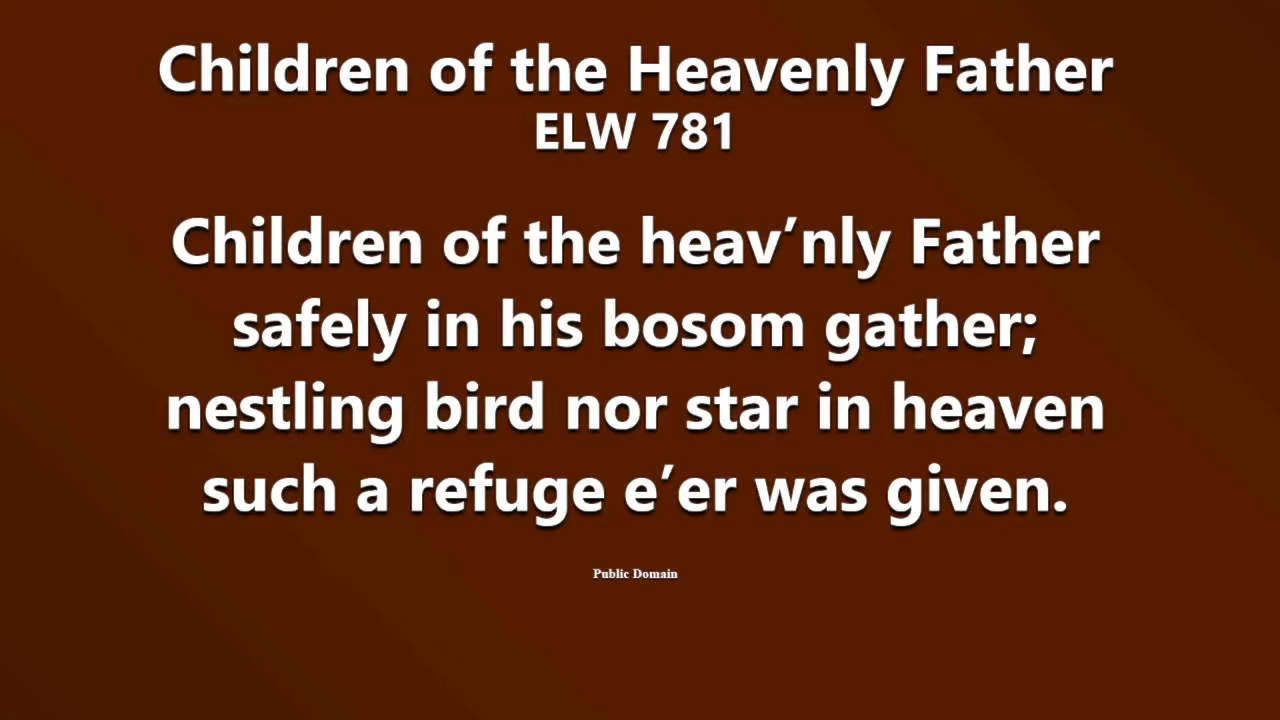 Children of the Heavenly Father
ELW 781
Children of the heav’nly Father
safely in his bosom gather;
nestling bird nor star in heaven
such a refuge e’er was given.
Public Domain